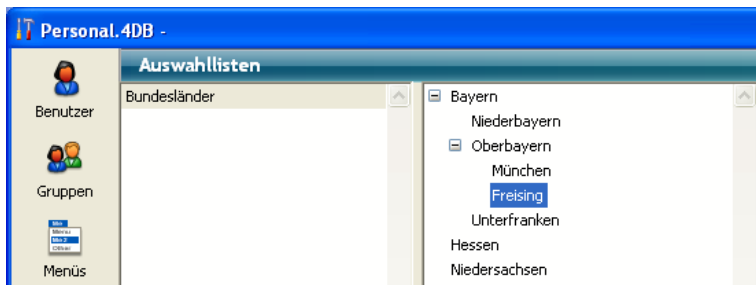 Personal.4DB -
Auswahllisten
Benutzer
Gruppen
Menüs
Bundesländer
Bayern
Niederbayern
Oberbayern
München
Freising
Unterfranken
Hessen
Niedersachsen